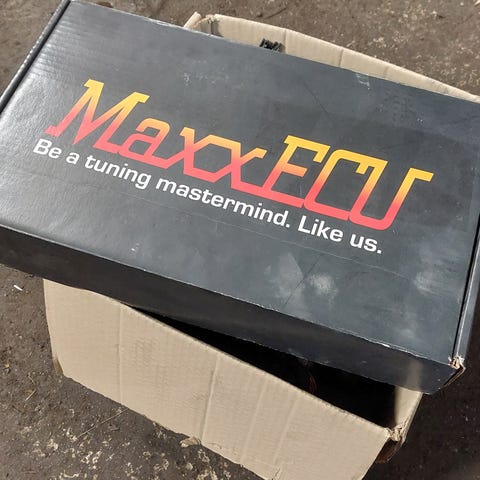 MaxxECU
Be a tuning mastermind. Like us.